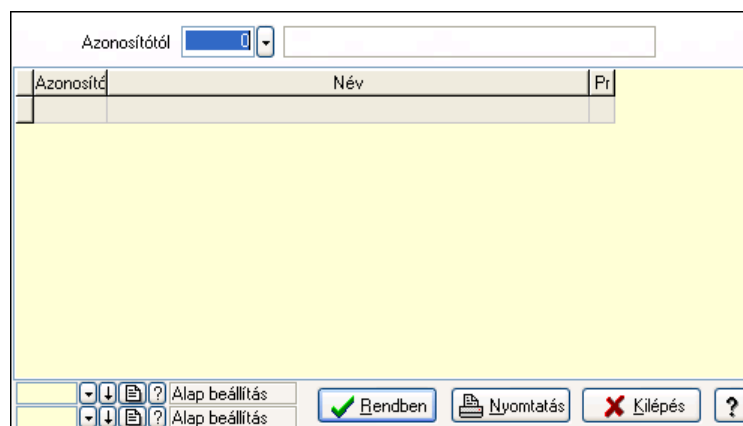 Azonosítótól 0
Azonosító Név Pr
Alap beállítás
Alap beállítás
Rendben Nyomtatás Kilépés ?